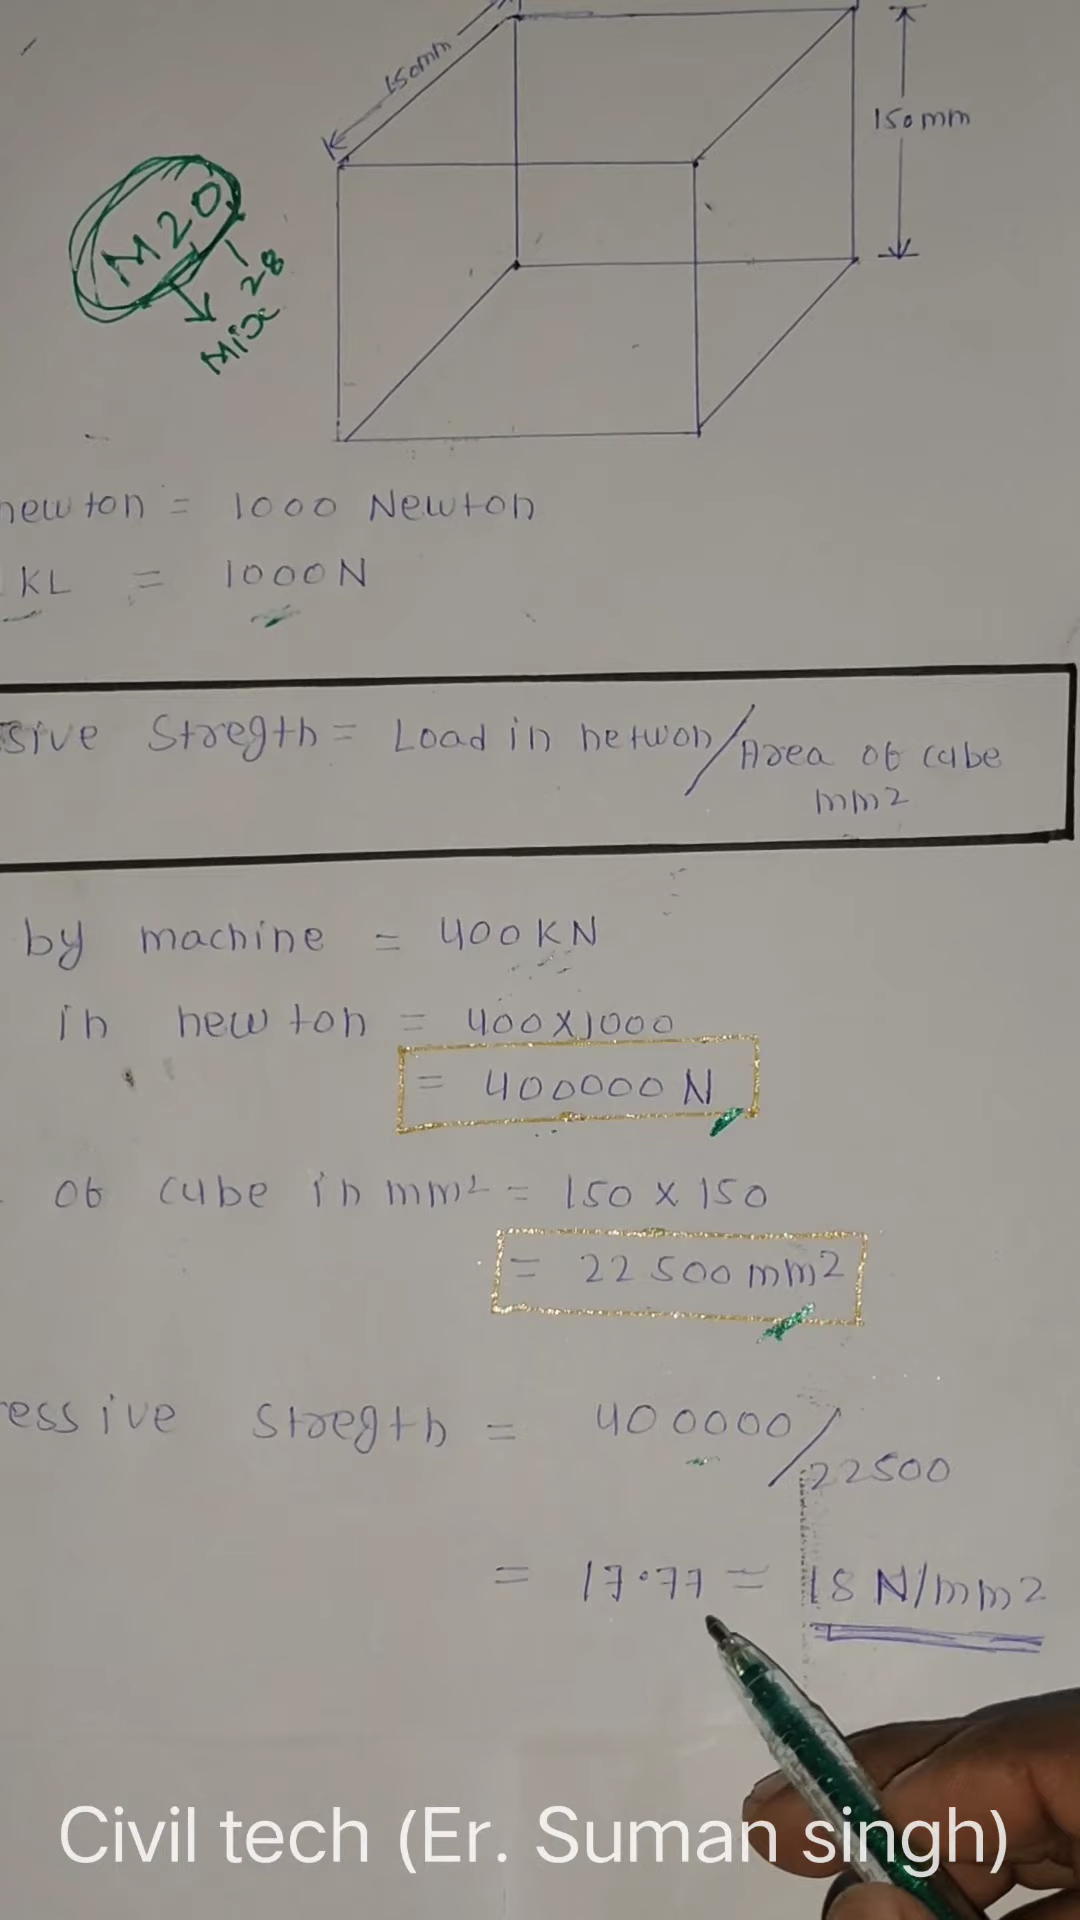 150mm
150mm
M20
28
Mix
newton = 1000 Newton
KL = 1000N
sive Stregth = Load in netwon/Area of cube
mm2
by machine = 400KN
in newton = 400x1000
= 400000 N
of cube in mm² = 150 x 150
= 22500 mm2
ressive Stregth = 400000/22500
= 17.77 = 18 N/mm2
Civil tech (Er. Suman singh)